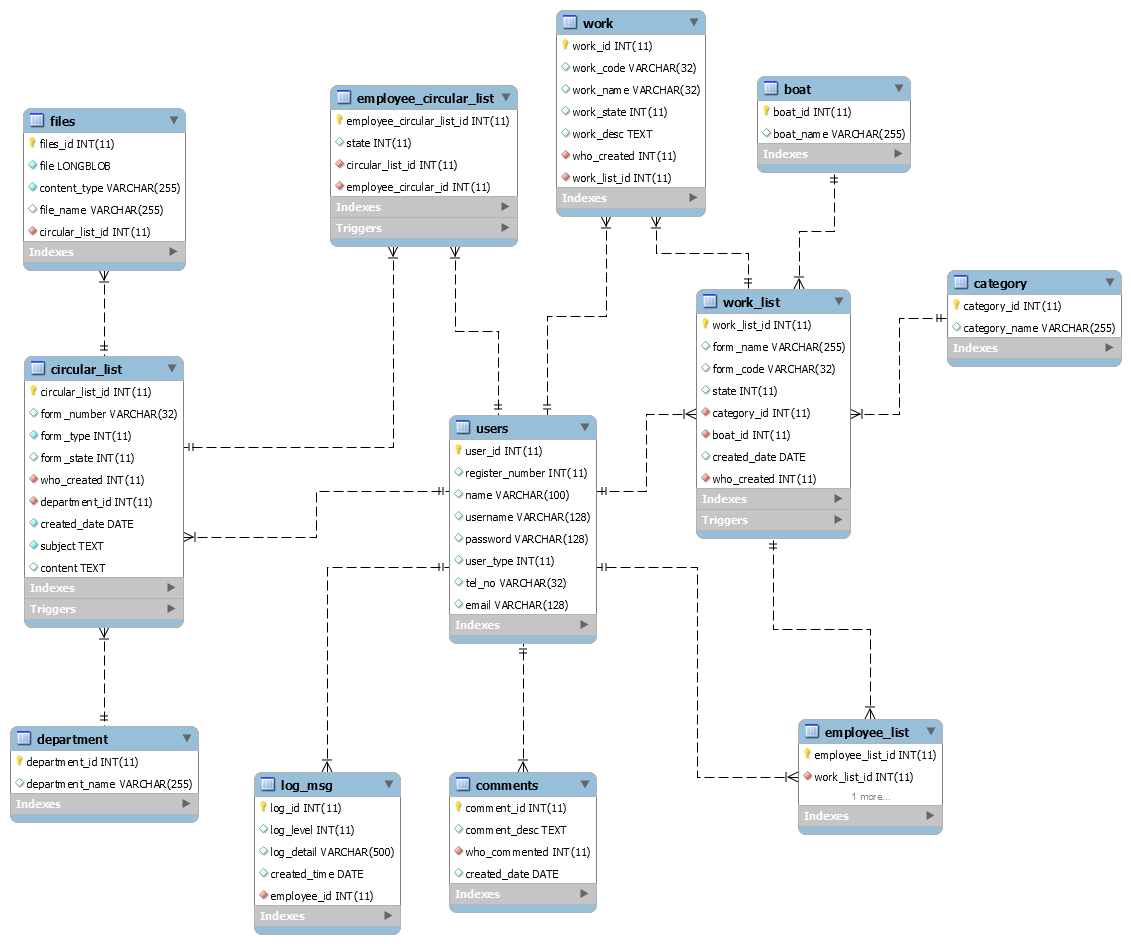 work
work_id INT(11)
work_code VARCHAR(32)
work_name VARCHAR(32)
work_state INT(11)
work_desc TEXT
who_created INT(11)
work_list_id INT(11)
Indexes
boat
boat_id INT(11)
boat_name VARCHAR(255)
Indexes
employee_circular_list
employee_circular_list_id INT(11)
state INT(11)
circular_list_id INT(11)
employee_circular_id INT(11)
Indexes
Triggers
files
files_id INT(11)
file LONGBLOB
content_type VARCHAR(255)
file_name VARCHAR(255)
circular_list_id INT(11)
Indexes
category
category_id INT(11)
category_name VARCHAR(255)
Indexes
work_list
work_list_id INT(11)
form_name VARCHAR(255)
form_code VARCHAR(32)
state INT(11)
category_id INT(11)
boat_id INT(11)
created_date DATE
who_created INT(11)
Indexes
Triggers
circular_list
circular_list_id INT(11)
form_number VARCHAR(32)
form_type INT(11)
form_state INT(11)
who_created INT(11)
department_id INT(11)
created_date DATE
subject TEXT
content TEXT
Indexes
Triggers
users
user_id INT(11)
register_number INT(11)
name VARCHAR(100)
username VARCHAR(128)
password VARCHAR(128)
user_type INT(11)
tel_no VARCHAR(32)
email VARCHAR(128)
Indexes
department
department_id INT(11)
department_name VARCHAR(255)
Indexes
log_msg
log_id INT(11)
log_level INT(11)
log_detail VARCHAR(500)
created_time DATE
employee_id INT(11)
Indexes
comments
comment_id INT(11)
comment_desc TEXT
who_commented INT(11)
created_date DATE
Indexes
employee_list
employee_list_id INT(11)
work_list_id INT(11)
1 more...
Indexes